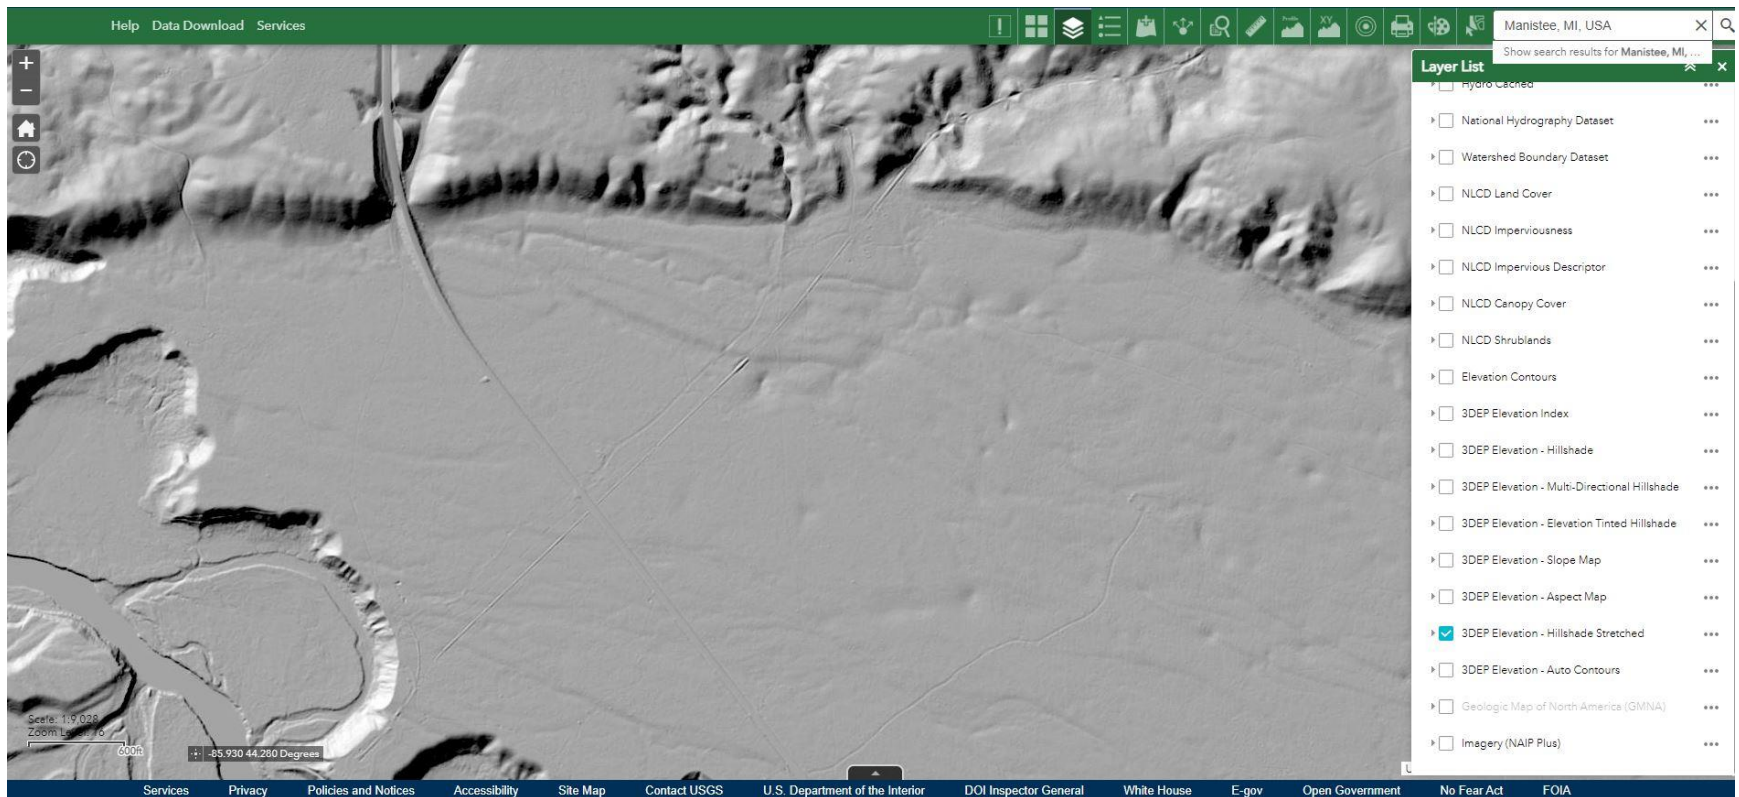 Help Data Download Services
Manistee, MI, USA
Show search results for Manistee, MI, ...
Layer List
Hydro Cached
National Hydrography Dataset
Watershed Boundary Dataset
NLCD Land Cover
NLCD Imperviousness
NLCD Impervious Descriptor
NLCD Canopy Cover
NLCD Shrublands
Elevation Contours
3DEP Elevation Index
3DEP Elevation - Hillshade
3DEP Elevation - Multi-Directional Hillshade
3DEP Elevation - Elevation Tinted Hillshade
3DEP Elevation - Slope Map
3DEP Elevation - Aspect Map
3DEP Elevation - Hillshade Stretched
3DEP Elevation - Auto Contours
Geologic Map of North America (GMNA)
Imagery (NAIP Plus)
Scale: 1:9,028
Zoom Level: 16
600ft
-85.930 44.280 Degrees
Services Privacy Policies and Notices Accessibility Site Map Contact USGS U.S. Department of the Interior DOI Inspector General White House E-gov Open Government No Fear Act FOIA